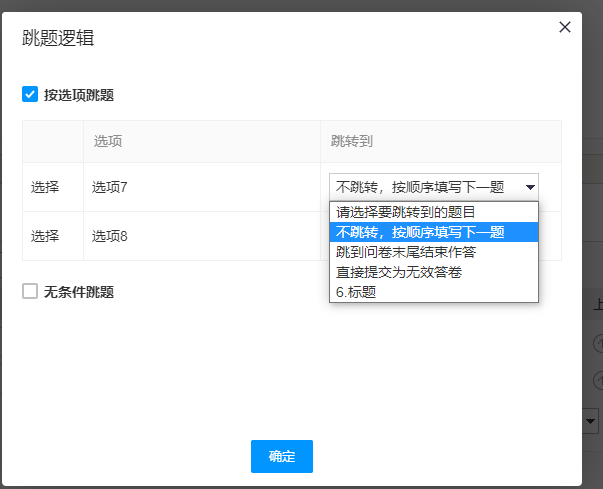 跳题逻辑
按选项跳题
选项 跳转到
选择 选项7 不跳转，按顺序填写下一题
请选择要跳转到的题目
不跳转，按顺序填写下一题
选择 选项8
跳到问卷末尾结束作答
直接提交为无效答卷
6.标题
无条件跳题
上
确定